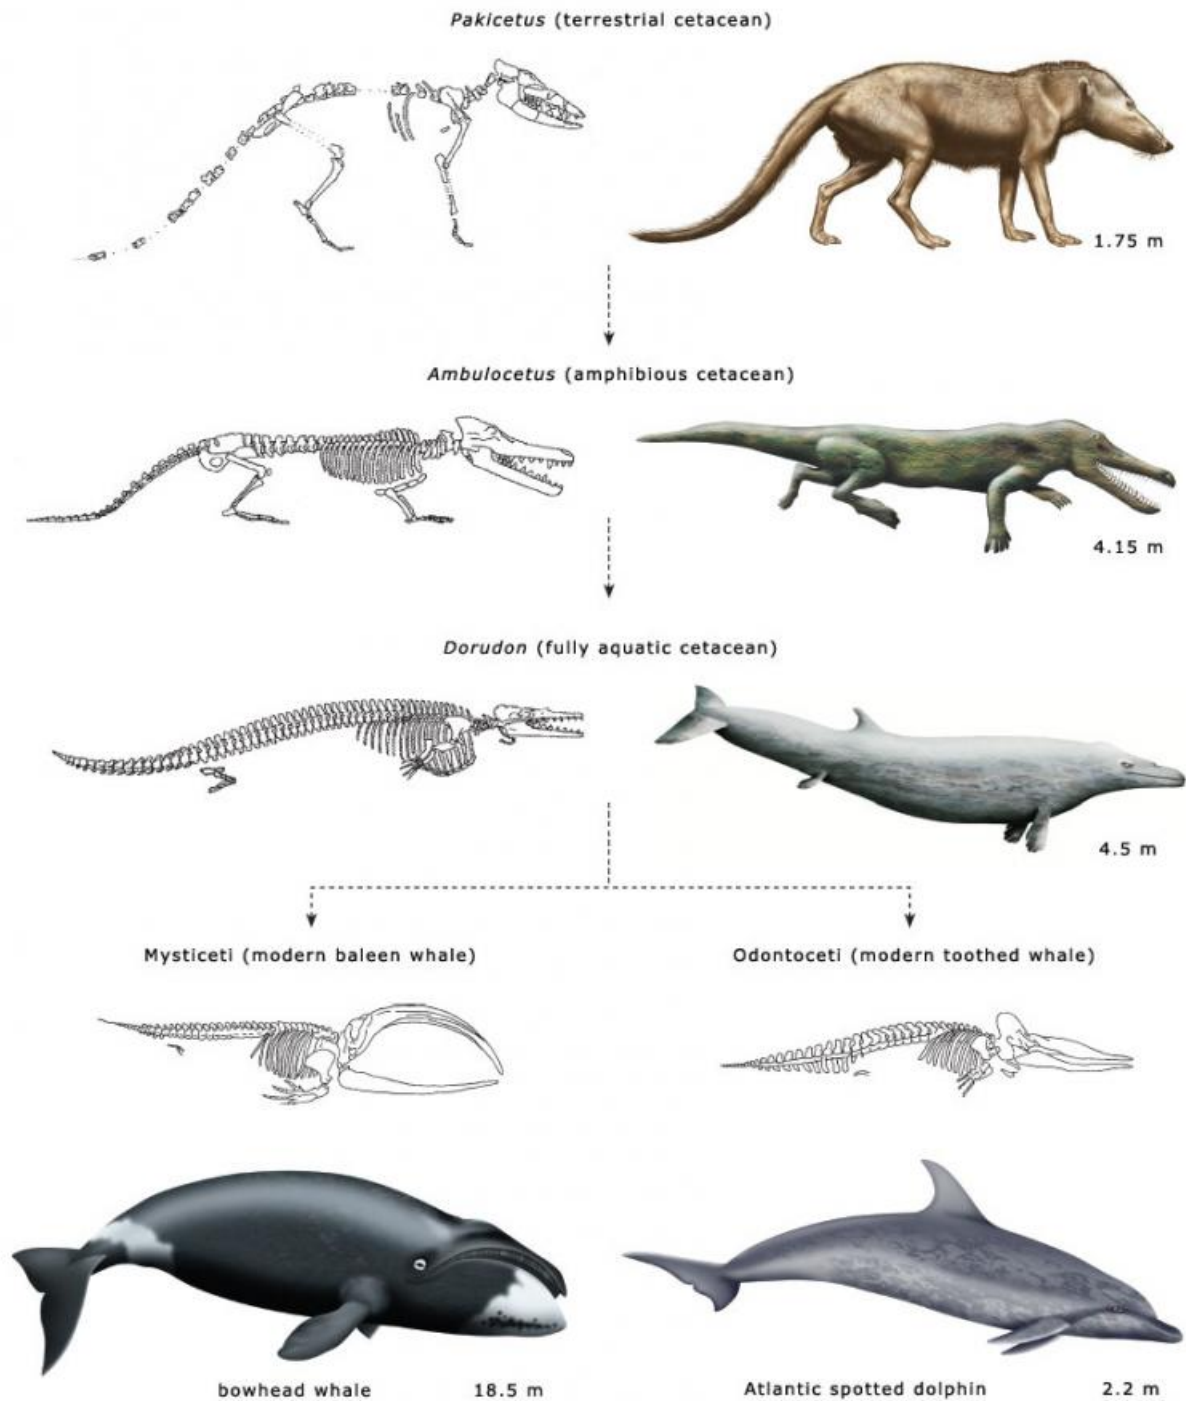 Pakicetus (terrestrial cetacean)
1.75 m
Ambulocetus (amphibious cetacean)
4.15 m
Dorudon (fully aquatic cetacean)
4.5 m
Mysticeti (modern baleen whale)
Odontoceti (modern toothed whale)
bowhead whale 18.5 m
Atlantic spotted dolphin 2.2 m